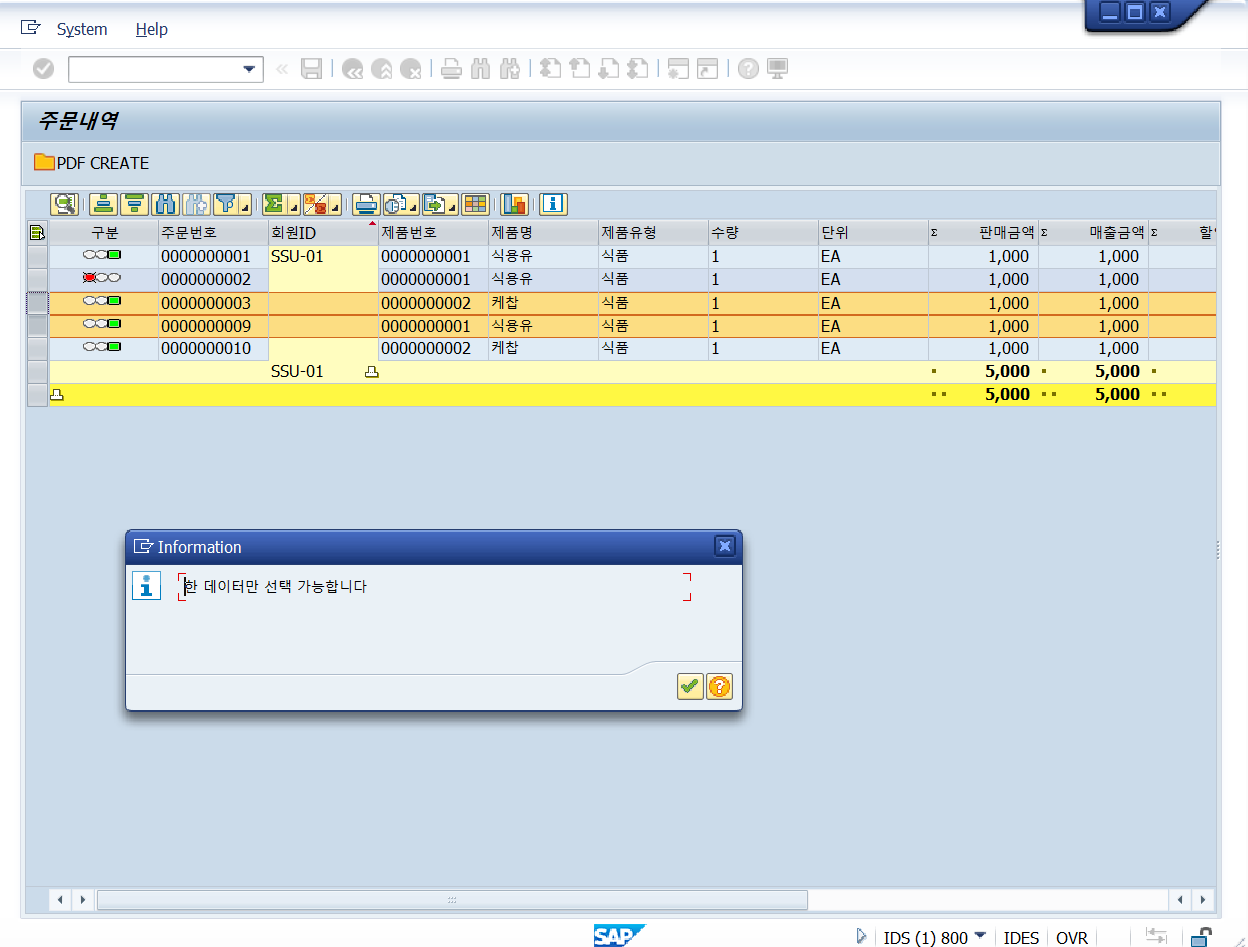 System Help
주문내역
PDF CREATE
구분 주문번호 회원ID 제품번호 제품명 제품유형 수량 단위 Σ 판매금액 Σ 매출금액 Σ
0000000001 SSU-01 0000000001 식용유 식품 1 EA 1,000 1,000
0000000002 0000000001 식용유 식품 1 EA 1,000 1,000
0000000003 0000000002 케찹 식품 1 EA 1,000 1,000
0000000009 0000000001 식용유 식품 1 EA 1,000 1,000
0000000010 0000000002 케찹 식품 1 EA 1,000 1,000
SSU-01 5,000 5,000
5,000 5,000
Information
한 데이터만 선택 가능합니다
SAP IDS (1) 800 IDES OVR